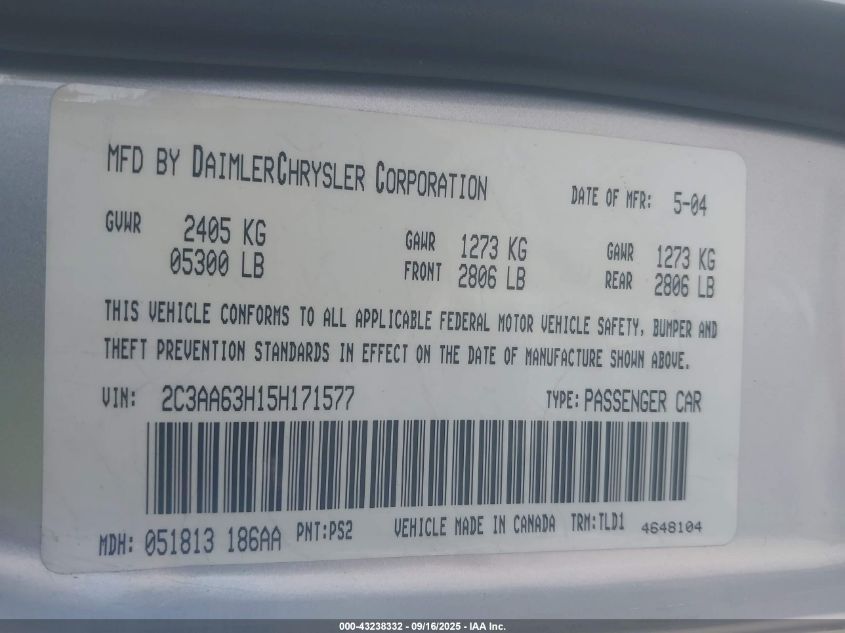 MFD BY DAIMLERCHRYSLER CORPORATION DATE OF MFR: 5-04
GVWR 2405 KG GAWR 1273 KG GAWR 1273 KG
05300 LB FRONT 2806 LB REAR 2806 LB
THIS VEHICLE CONFORMS TO ALL APPLICABLE FEDERAL MOTOR VEHICLE SAFETY, BUMPER AND
THEFT PREVENTION STANDARDS IN EFFECT ON THE DATE OF MANUFACTURE SHOWN ABOVE.
VIN: 2C3AA63H15H171577 TYPE: PASSENGER CAR
MDH: 051813 186AA PNT:PS2 VEHICLE MADE IN CANADA TRM:TLD1 4648104
000-43238332 - 09/16/2025 - IAA Inc.